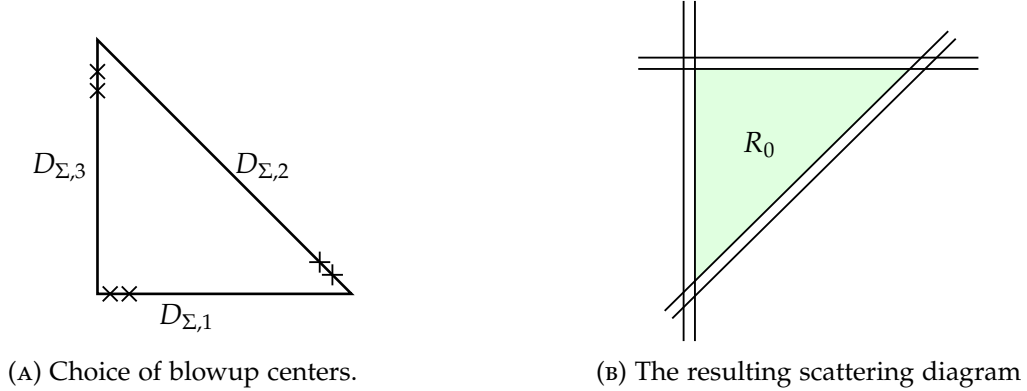 D_{Σ,3}
D_{Σ,2}
D_{Σ,1}
R_0
(A) Choice of blowup centers.
(B) The resulting scattering diagram